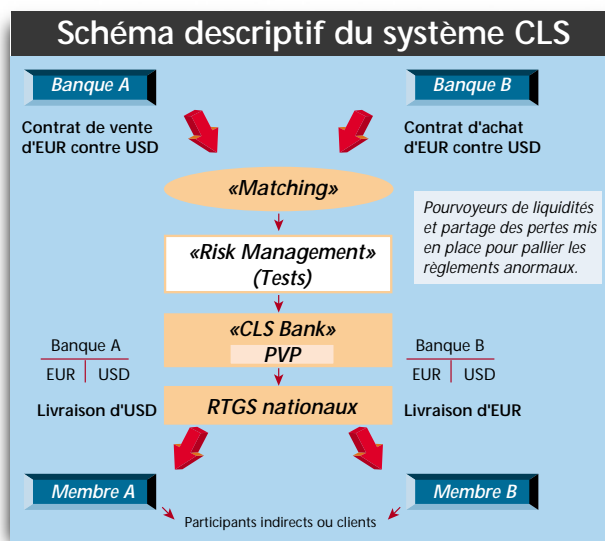 Schéma descriptif du système CLS
Banque A
Banque B
Contrat de vente
d'EUR contre USD
Contrat d'achat
d'EUR contre USD
«Matching»
Pourvoyeurs de liquidités
et partage des pertes mis
en place pour pallier les
règlements anormaux.
«Risk Management»
(Tests)
«CLS Bank»
PVP
Banque A
EUR USD
Banque B
EUR USD
Livraison d'USD
RTGS nationaux
Livraison d'EUR
Membre A
Membre B
Participants indirects ou clients